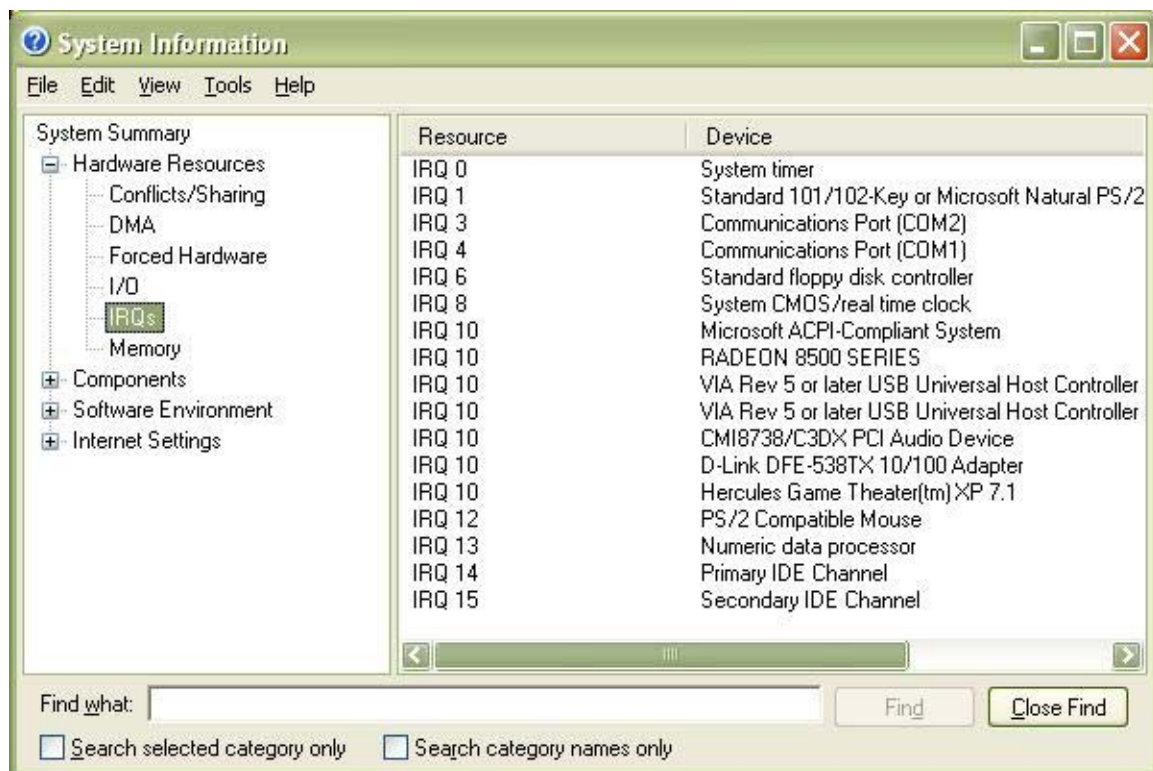 System Information
File Edit View Tools Help
System Summary
Hardware Resources
Conflicts/Sharing
DMA
Forced Hardware
I/O
IRQs
Memory
Components
Software Environment
Internet Settings
Resource Device
IRQ 0 System timer
IRQ 1 Standard 101/102-Key or Microsoft Natural PS/2
IRQ 3 Communications Port (COM2)
IRQ 4 Communications Port (COM1)
IRQ 6 Standard floppy disk controller
IRQ 8 System CMOS/real time clock
IRQ 10 Microsoft ACPI-Compliant System
IRQ 10 RADEON 8500 SERIES
IRQ 10 VIA Rev 5 or later USB Universal Host Controller
IRQ 10 VIA Rev 5 or later USB Universal Host Controller
IRQ 10 CMI8738/C3DX PCI Audio Device
IRQ 10 D-Link DFE-538TX 10/100 Adapter
IRQ 10 Hercules Game Theater(tm) XP 7.1
IRQ 12 PS/2 Compatible Mouse
IRQ 13 Numeric data processor
IRQ 14 Primary IDE Channel
IRQ 15 Secondary IDE Channel
Find what: Find Close Find
Search selected category only Search category names only